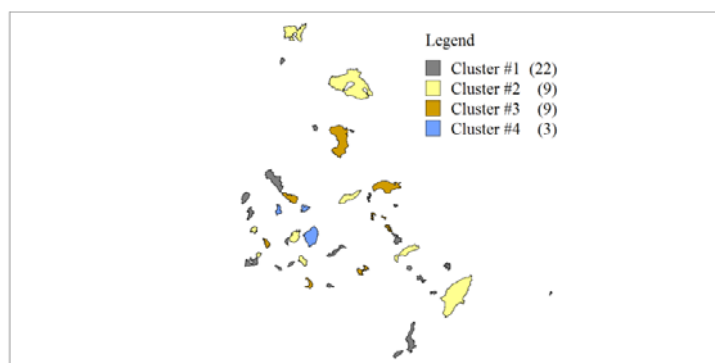 Legend
Cluster #1 (22)
Cluster #2 (9)
Cluster #3 (9)
Cluster #4 (3)